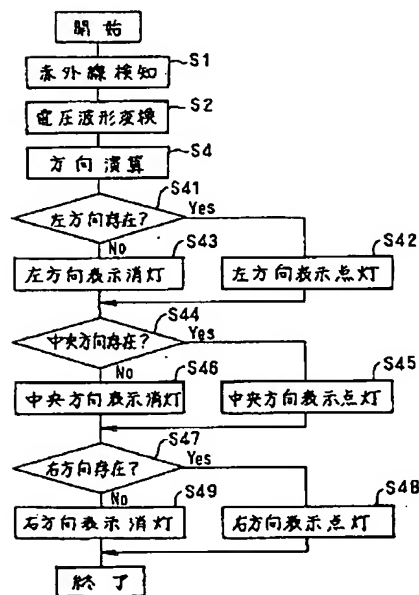 開始
赤外線検知 S1
電圧波形変換 S2
方向演算 S4
左方向存在? S41
Yes
No
左方向表示消灯 S43
左方向表示点灯 S42
中央方向存在? S44
Yes
No
中央方向表示消灯 S46
中央方向表示点灯 S45
右方向存在? S47
Yes
No
右方向表示消灯 S49
右方向表示点灯 S48
終了